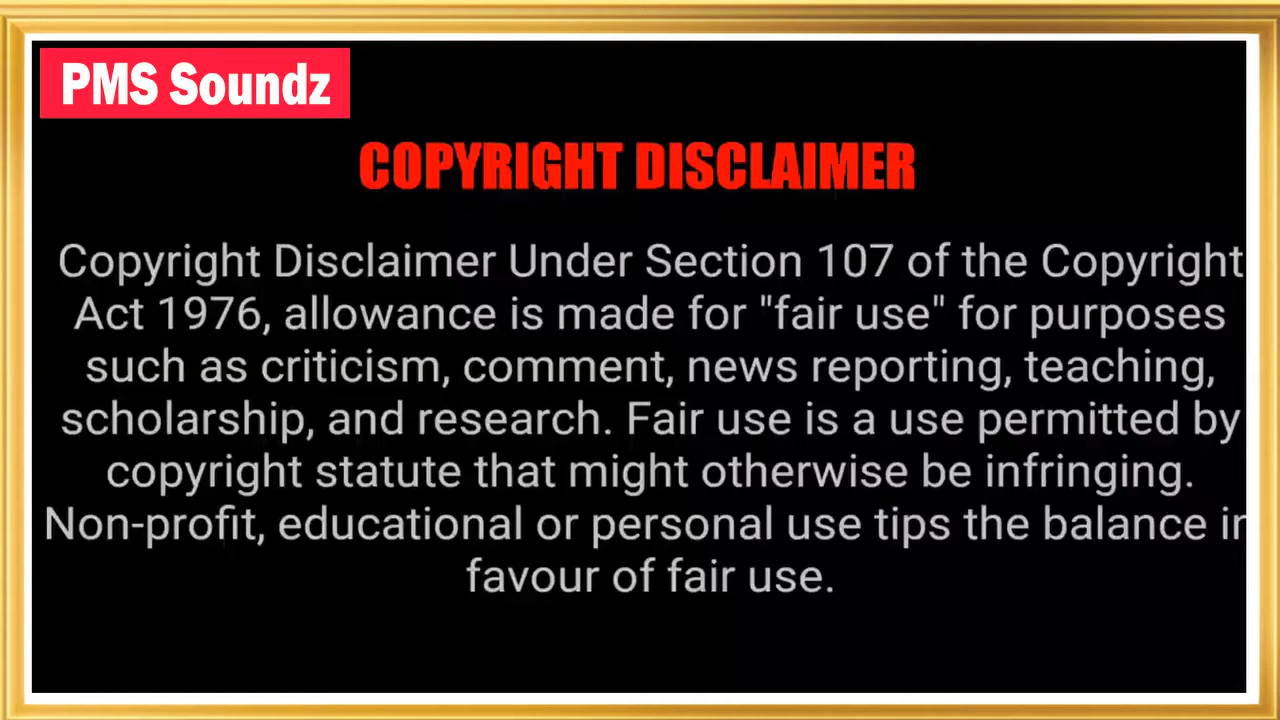 PMS Soundz
COPYRIGHT DISCLAIMER
Copyright Disclaimer Under Section 107 of the Copyright
Act 1976, allowance is made for "fair use" for purposes
such as criticism, comment, news reporting, teaching,
scholarship, and research. Fair use is a use permitted by
copyright statute that might otherwise be infringing.
Non-profit, educational or personal use tips the balance in
favour of fair use.